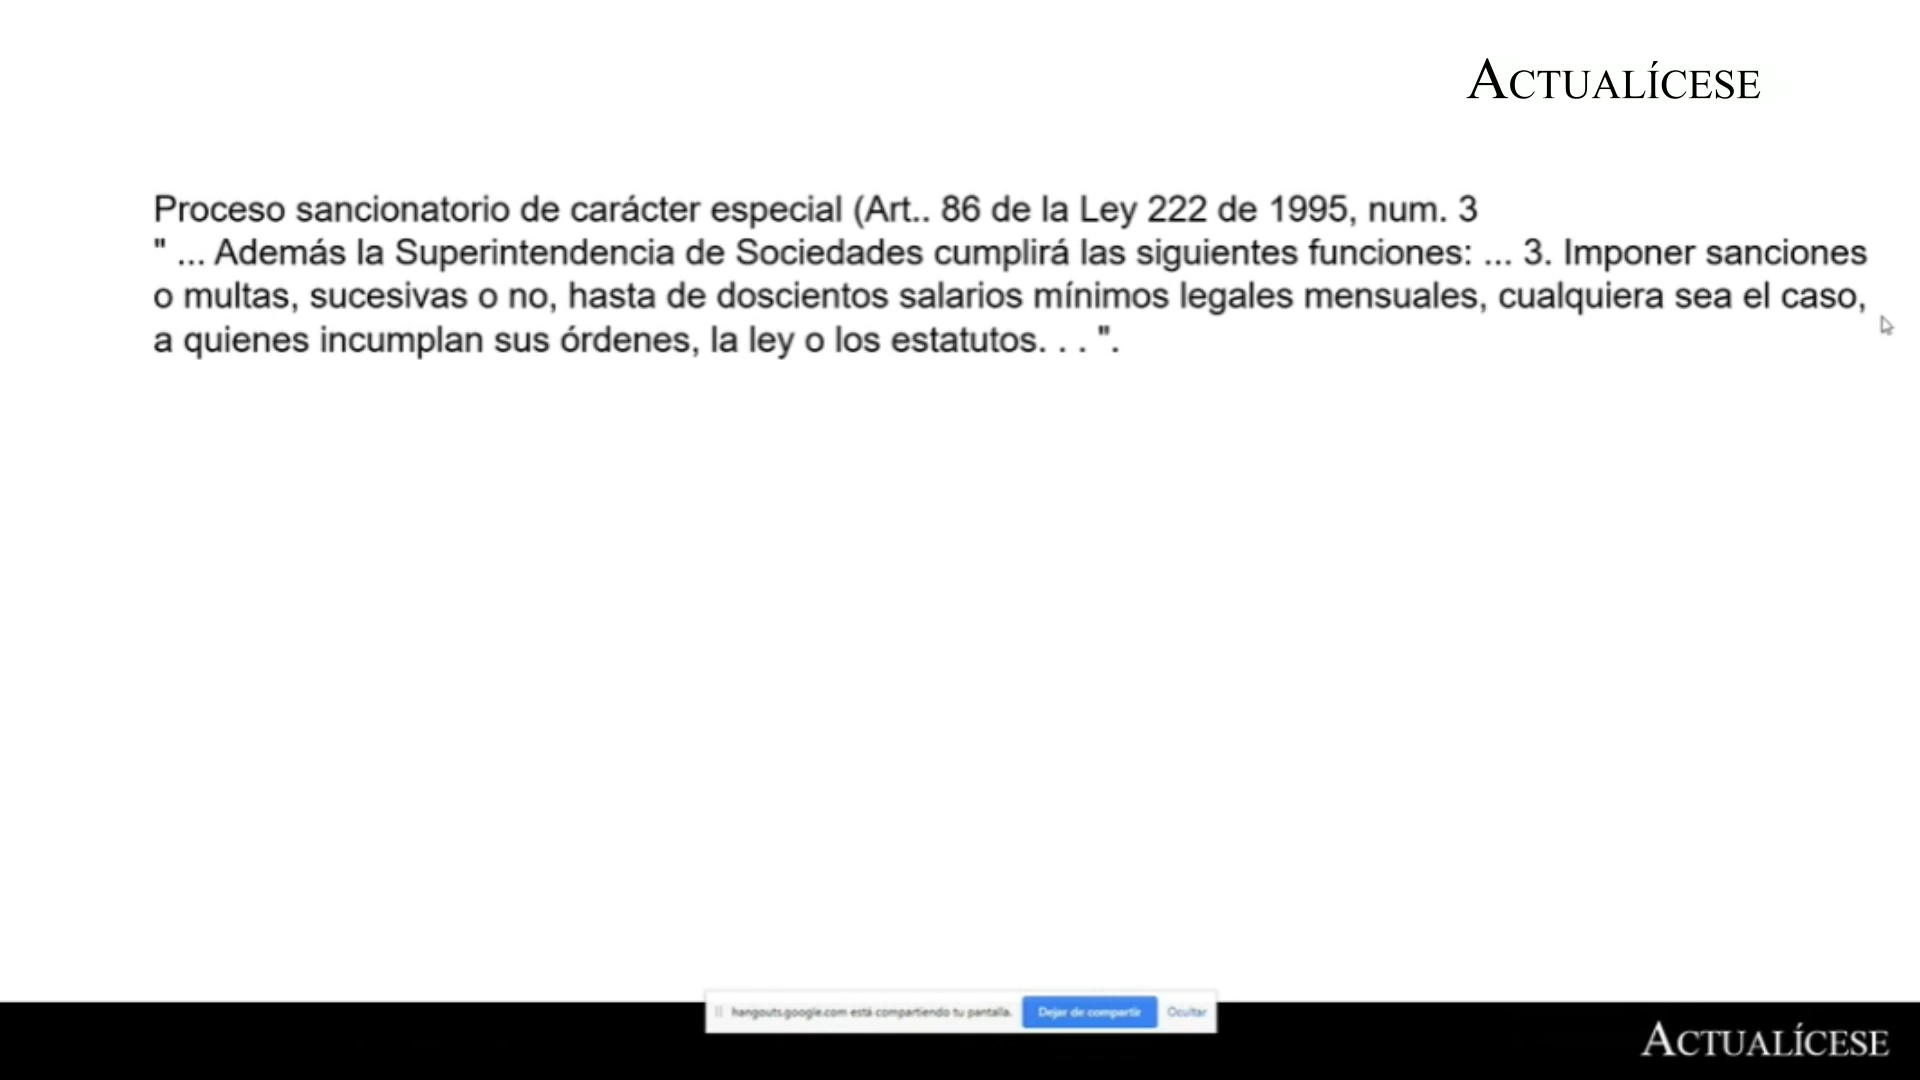 ACTUALÍCESE
Proceso sancionatorio de carácter especial (Art.. 86 de la Ley 222 de 1995, num. 3
" ... Además la Superintendencia de Sociedades cumplirá las siguientes funciones: ... 3. Imponer sanciones
o multas, sucesivas o no, hasta de doscientos salarios mínimos legales mensuales, cualquiera sea el caso,
a quienes incumplan sus órdenes, la ley o los estatutos. . . ".
hangouts.google.com está compartiendo tu pantalla. Dejar de compartir Ocultar
ACTUALÍCESE